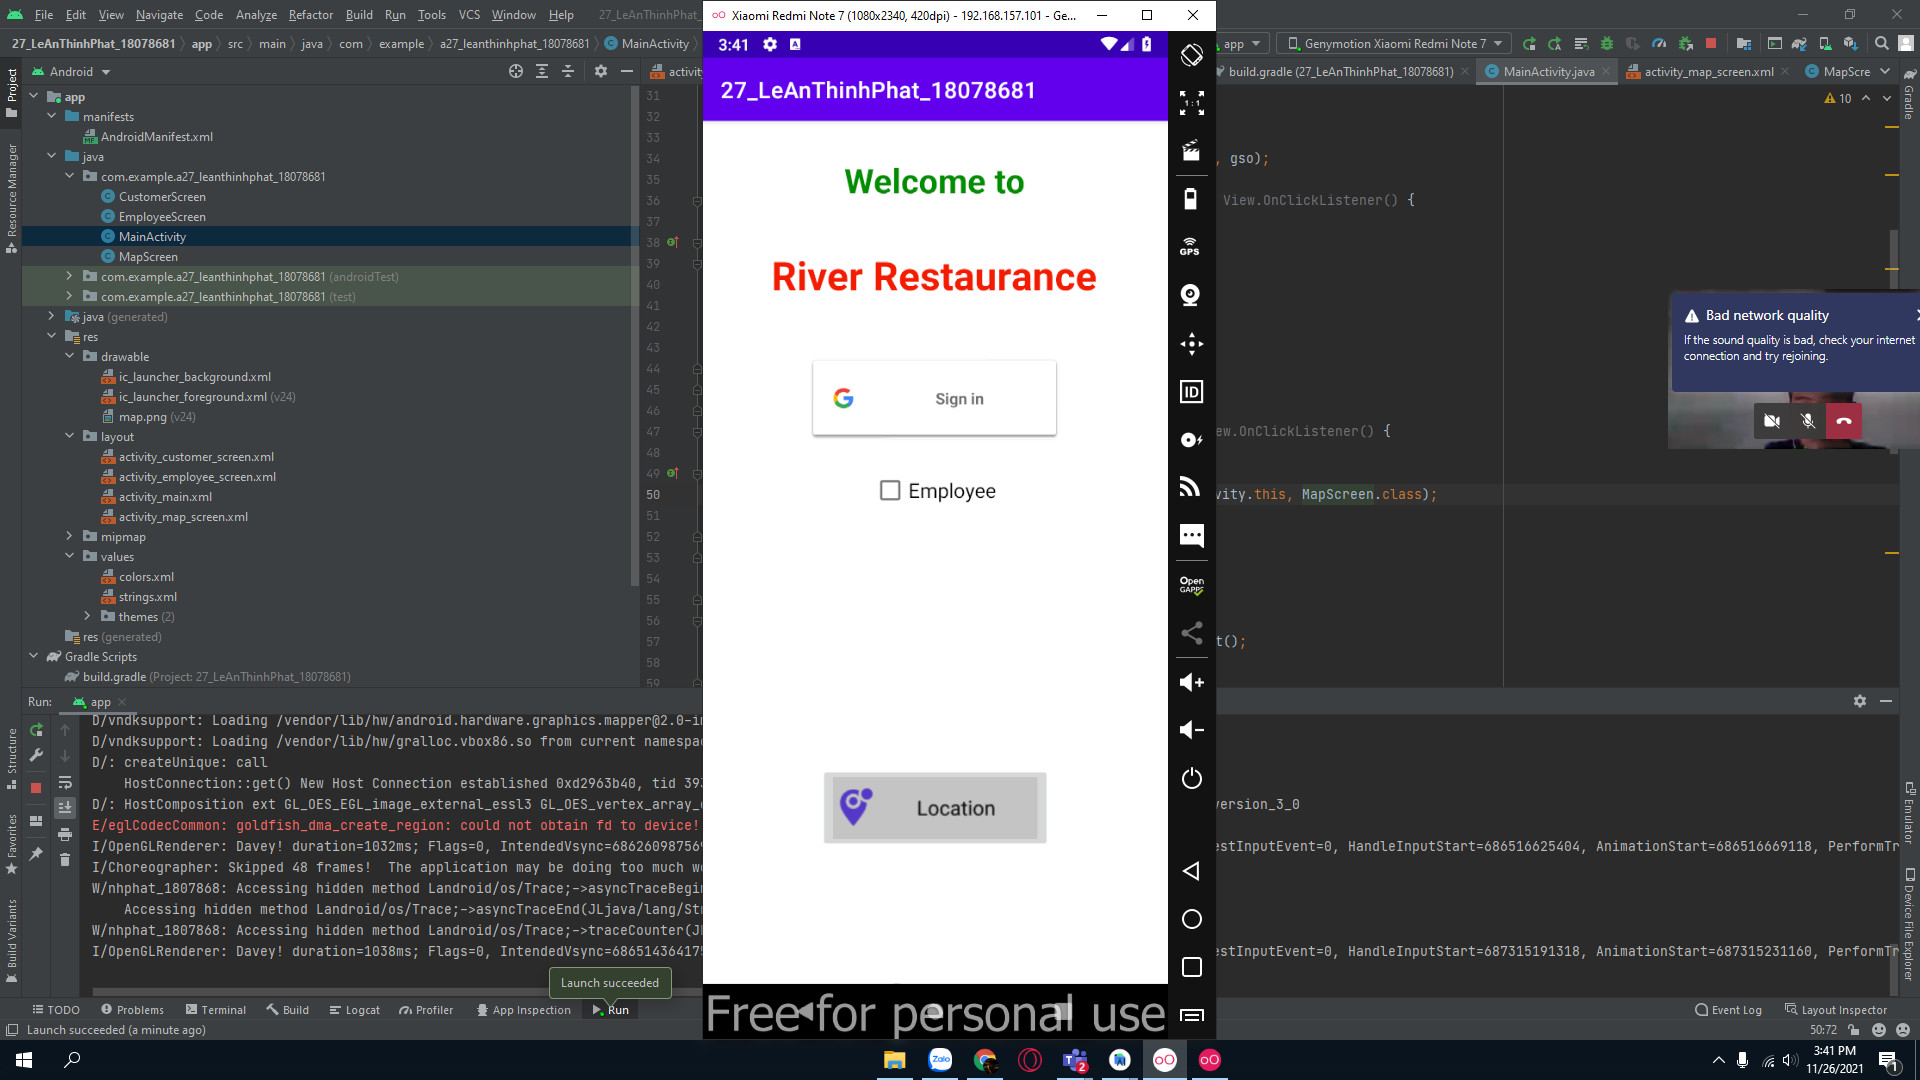 File Edit View Navigate Code Analyze Refactor Build Run Tools VCS Window Help 27_LeAnThinhPhat_
27_LeAnThinhPhat_18078681 app src main java com example a27_leanthinhphat_18078681 MainActivity
app Genymotion Xiaomi Redmi Note 7
Android
activity
build.gradle (27_LeAnThinhPhat_18078681) MainActivity.java activity_map_screen.xml MapScre
Project
Resource Manager
Structure
Favorites
Build Variants
Gradle
Emulator
Device File Explorer
app
manifests
AndroidManifest.xml
java
com.example.a27_leanthinhphat_18078681
CustomerScreen
EmployeeScreen
MainActivity
MapScreen
com.example.a27_leanthinhphat_18078681 (androidTest)
com.example.a27_leanthinhphat_18078681 (test)
java (generated)
res
drawable
ic_launcher_background.xml
ic_launcher_foreground.xml (v24)
map.png (v24)
layout
activity_customer_screen.xml
activity_employee_screen.xml
activity_main.xml
activity_map_screen.xml
mipmap
values
colors.xml
strings.xml
themes (2)
res (generated)
Gradle Scripts
build.gradle (Project: 27_LeAnThinhPhat_18078681)
31
32
33
34
35
36
37
38
39
40
41
42
43
44
45
46
47
48
49
50
51
52
53
54
55
56
57
58
59
10
, gso);
View.OnClickListener() {
ew.OnClickListener() {
vity.this, MapScreen.class);
t();
Xiaomi Redmi Note 7 (1080x2340, 420dpi) - 192.168.157.101 - Ge...
3:41 A
27_LeAnThinhPhat_18078681
Welcome to
River Restaurance
G Sign in
Employee
Location
Free for personal use
1:1
GPS
ID
Open
GAPPS
Bad network quality
If the sound quality is bad, check your internet
connection and try rejoining.
Run: app
D/vndksupport: Loading /vendor/lib/hw/android.hardware.graphics.mapper@2.0-im
D/vndksupport: Loading /vendor/lib/hw/gralloc.vbox86.so from current namespac
D/: createUnique: call
HostConnection::get() New Host Connection established 0xd2963b40, tid 393
D/: HostComposition ext GL_OES_EGL_image_external_essl3 GL_OES_vertex_array_o
ersion_3_0
E/eglCodecCommon: goldfish_dma_create_region: could not obtain fd to device!
I/OpenGLRenderer: Davey! duration=1032ms; Flags=0, IntendedVsync=68626098756
estInputEvent=0, HandleInputStart=686516625404, AnimationStart=686516669118, PerformTr
I/Choreographer: Skipped 48 frames! The application may be doing too much wo
W/nhphat_1807868: Accessing hidden method Landroid/os/Trace;->asyncTraceBegin
Accessing hidden method Landroid/os/Trace;->asyncTraceEnd(JLjava/lang/Str
W/nhphat_1807868: Accessing hidden method Landroid/os/Trace;->traceCounter(JL
I/OpenGLRenderer: Davey! duration=1038ms; Flags=0, IntendedVsync=68651436417
estInputEvent=0, HandleInputStart=687315191318, AnimationStart=687315231160, PerformTr
Launch succeeded
TODO Problems Terminal Build Logcat Profiler App Inspection Run Event Log Layout Inspector
Launch succeeded (a minute ago) 50:72
Zalo
2
3:41 PM
11/26/2021
1